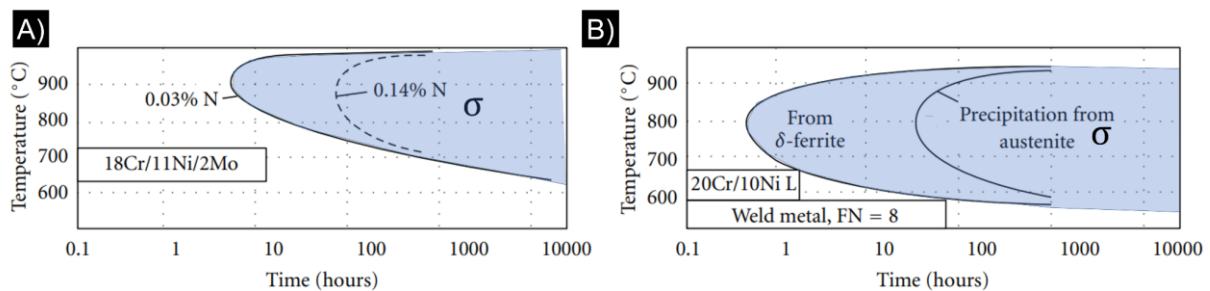 A)
Temperature (°C)
900
800
700
600
0.03% N
0.14% N
σ
18Cr/11Ni/2Mo
0.1
1
10
100
1000
10000
Time (hours)
B)
Temperature (°C)
900
800
700
600
From
δ-ferrite
Precipitation from
austenite
σ
20Cr/10Ni L
Weld metal, FN = 8
0.1
1
10
100
1000
10000
Time (hours)